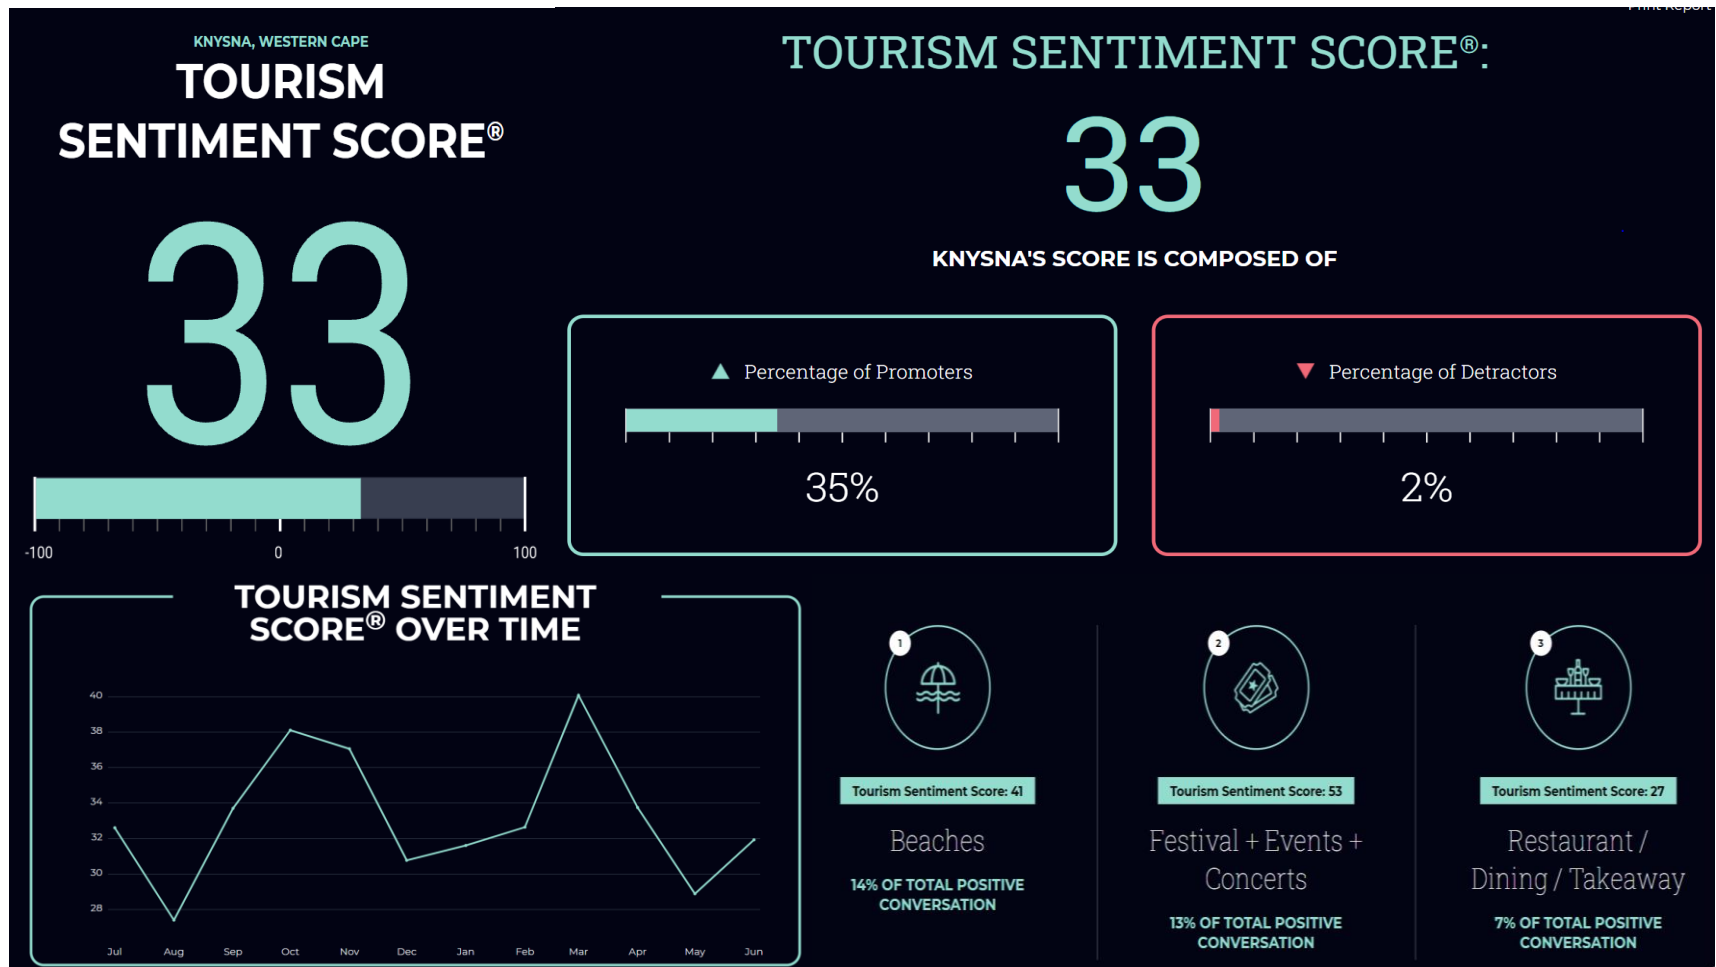 Print Report
KNYSNA, WESTERN CAPE
TOURISM
SENTIMENT SCORE®
33
-100 0 100
TOURISM SENTIMENT SCORE®:
33
KNYSNA'S SCORE IS COMPOSED OF
Percentage of Promoters
35%
Percentage of Detractors
2%
TOURISM SENTIMENT
SCORE® OVER TIME
40
38
36
34
32
30
28
Jul Aug Sep Oct Nov Dec Jan Feb Mar Apr May Jun
1
Tourism Sentiment Score: 41
Beaches
14% OF TOTAL POSITIVE
CONVERSATION
2
Tourism Sentiment Score: 53
Festival + Events +
Concerts
13% OF TOTAL POSITIVE
CONVERSATION
3
Tourism Sentiment Score: 27
Restaurant /
Dining / Takeaway
7% OF TOTAL POSITIVE
CONVERSATION